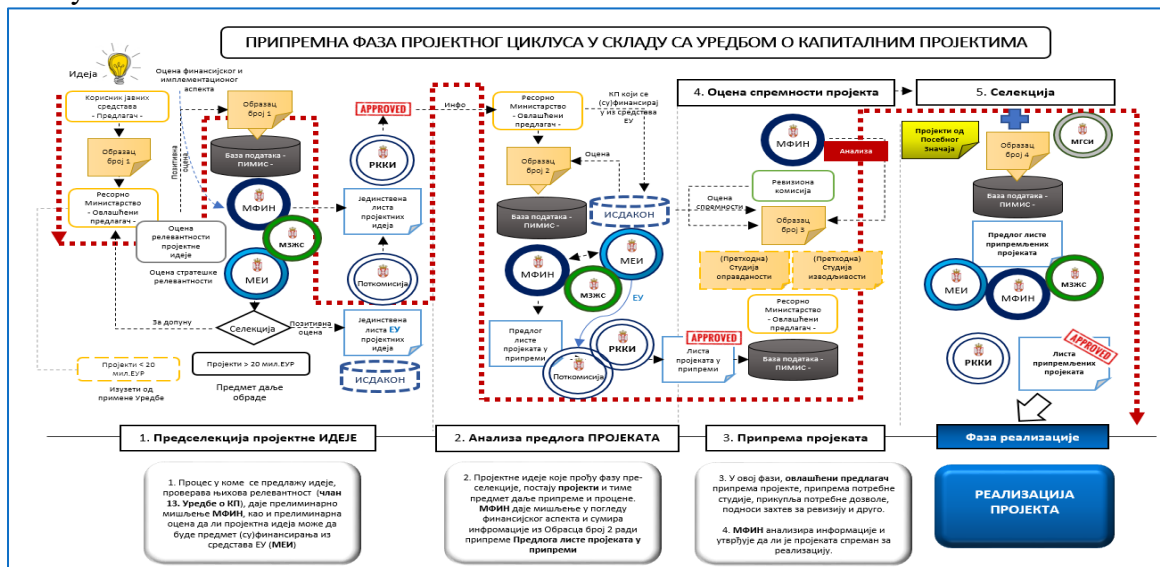 ПРИПРЕМНА ФАЗА ПРОЈЕКТНОГ ЦИКЛУСА У СКЛАДУ СА УРЕДБОМ О КАПИТАЛНИМ ПРОЈЕКТИМА
Идеја
Корисник јавних
средстава
- Предлагач -
Образац
број 1
Ресорно
Министарство
- Овлашћени
предлагач -
Оцена финансијског и
имплементационог
аспекта
Позитивна
оцена
Образац
број 1
База података -
ПИМИС -
МФИН
МЗЖС
МЕИ
Оцена
релевантности
пројектне
идеје
Оцена стратешке
релевантности
За допуну
Селекција
Позитивна
оцена
Пројекти < 20
мил.ЕУР
Изузети од
примене Уредбе
Пројекти > 20 мил.ЕУР
Предмет даље
обраде
APPROVED
РККИ
Јединствена
листа
пројектних
идеја
Поткомисија
Јединствена
листа ЕУ
пројектних
идеја
ИСДАКОН
Инфо
Ресорно
Министарство
- Овлашћени
предлагач -
КП који се
(су)финансирај
у из средстава
ЕУ
Образац
број 2
Оцена
База података -
ПИМИС -
ИСДАКОН
МФИН
МЕИ
МЗЖС
ЕУ
Предлог
листе
пројеката у
припреми
РККИ
Поткомисија
APPROVED
Листа
пројеката у
припреми
4. Оцена спремности пројекта
МФИН
Анализа
Ревизиона
комисија
Оцена
спремности
Образац
број 3
(Претходна)
Студија
оправданости
(Претходна)
Студија
изводљивости
Ресорно
Министарство
- Овлашћени
предлагач -
База података -
ПИМИС -
5. Селекција
Пројекти од
Посебног
Значаја
Образац
број 4
МГСИ
База података -
ПИМИС -
Предлог листе
припремљених
пројеката
МЕИ
МФИН
МЗЖС
РККИ
APPROVED
Листа
припремљених
пројеката
1. Предселекција пројектне ИДЕЈЕ
2. Анализа предлога ПРОЈЕКАТА
3. Припрема пројеката
Фаза реализације
1. Процес у коме се предлажу идеје,
проверава њихова релевантност (члан
13. Уредбе о КП), даје прелиминарно
мишљење МФИН, као и прелиминарна
оцена да ли пројектна идеја може да
буде предмет (су)финансирања из
средстава ЕУ (МЕИ)
2. Пројектне идеје које прођу фазу пре-
селекције, постају пројекти и тиме
предмет даље припреме и процене.
МФИН даје мишљење у погледу
финансијског аспекта и сумира
инфромације из Обрасца број 2 ради
припреме Предлога листе пројеката у
припреми
3. У овој фази, овлашћени предлагач
припрема пројекте, припрема потребне
студије, прикупља потребне дозволе,
подноси захтев за ревизију и друго.
4. МФИН анализира информације и
утврђује да ли је пројеката спреман за
реализацију.
РЕАЛИЗАЦИЈА
ПРОЈЕКТА